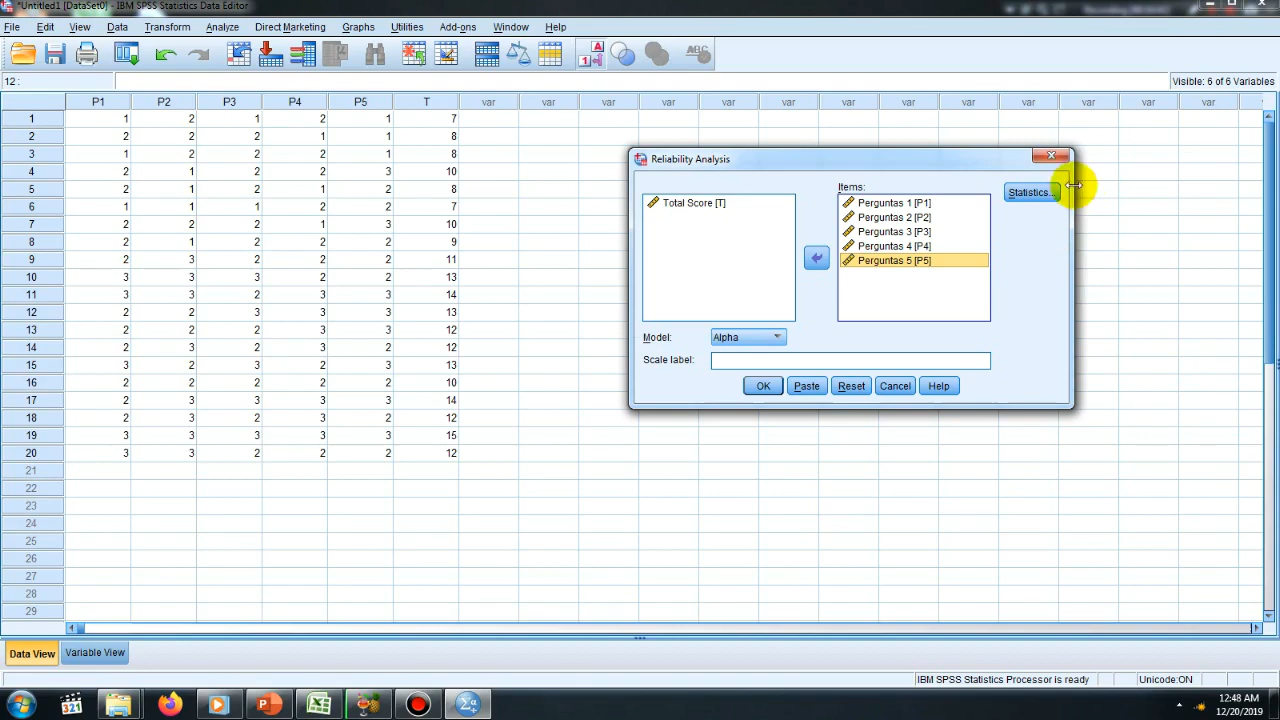 *Untitled1 [DataSet0] - IBM SPSS Statistics Data Editor
File Edit View Data Transform Analyze Direct Marketing Graphs Utilities Add-ons Window Help
12 :
Visible: 6 of 6 Variables
P1 P2 P3 P4 P5 T var var var var var var var var var var var var var
1 1 2 1 2 1 7
2 2 2 2 1 1 8
3 1 2 2 2 1 8
4 2 1 2 2 3 10
5 2 1 2 1 2 8
6 1 1 1 2 2 7
7 2 2 2 1 3 10
8 2 1 2 2 2 9
9 2 3 2 2 2 11
10 3 3 2 3 2 13
11 3 3 2 3 3 14
12 2 3 2 3 3 13
13 2 2 3 3 2 12
14 2 3 2 3 2 12
15 3 2 3 3 2 13
16 2 2 2 2 2 10
17 3 3 3 3 2 14
18 2 3 2 3 2 12
19 3 3 3 3 3 15
20 3 3 2 2 2 12
21
22
23
24
25
26
27
28
29
Reliability Analysis
Total Score [T]
Items:
Perguntas 1 [P1]
Perguntas 2 [P2]
Perguntas 3 [P3]
Perguntas 4 [P4]
Perguntas 5 [P5]
Statistics...
Model: Alpha
Scale label:
OK Paste Reset Cancel Help
Data View Variable View
IBM SPSS Statistics Processor is ready Unicode:ON
321
12:48 AM
12/20/2019